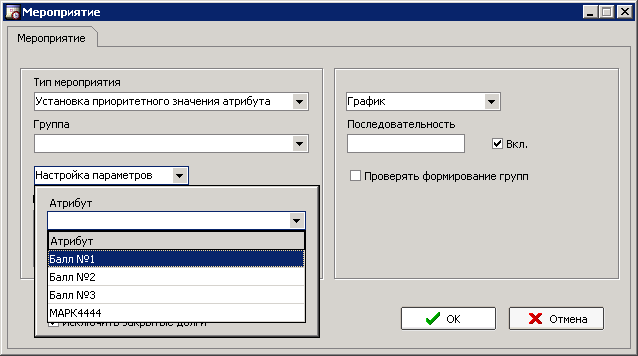 Мероприятие
Мероприятие
Тип мероприятия
Установка приоритетного значения атрибута
Группа
Настройка параметров
Атрибут
Атрибут
Балл №1
Балл №2
Балл №3
МАРК4444
Исключить закрытые долги
График
Последовательность
Вкл.
Проверять формирование групп
OK
Отмена